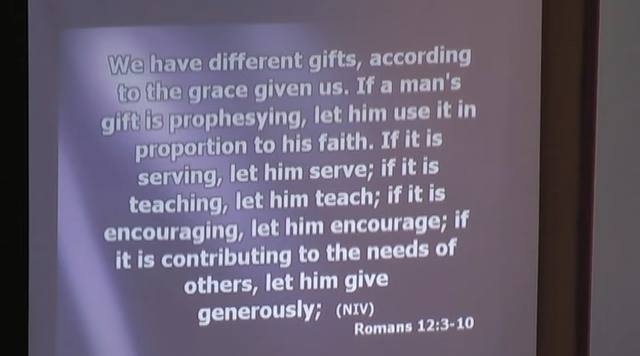 We have different gifts, according
to the grace given us. If a man's
gift is prophesying, let him use it in
proportion to his faith. If it is
serving, let him serve; if it is
teaching, let him teach; if it is
encouraging, let him encourage; if
it is contributing to the needs of
others, let him give
generously; (NIV)
Romans 12:3-10